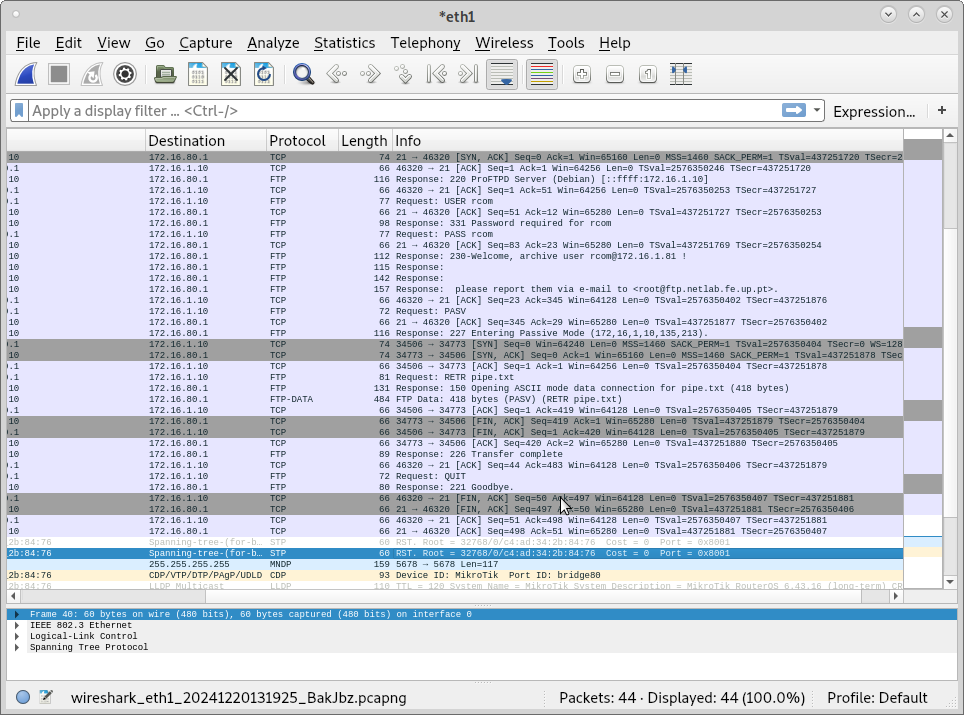 *eth1
File Edit View Go Capture Analyze Statistics Telephony Wireless Tools Help
Apply a display filter ... <Ctrl-/> Expression... +
Destination Protocol Length Info
10 172.16.80.1 TCP 74 21 → 46320 [SYN, ACK] Seq=0 Ack=1 Win=65160 Len=0 MSS=1460 SACK_PERM=1 TSval=437251720 TSecr=2
.1 172.16.1.10 TCP 66 46320 → 21 [ACK] Seq=1 Ack=1 Win=64256 Len=0 TSval=2576350246 TSecr=437251720
10 172.16.80.1 FTP 116 Response: 220 ProFTPD Server (Debian) [::ffff:172.16.1.10]
.1 172.16.1.10 TCP 66 46320 → 21 [ACK] Seq=1 Ack=51 Win=64256 Len=0 TSval=2576350253 TSecr=437251727
.1 172.16.1.10 FTP 77 Request: USER rcom
10 172.16.80.1 TCP 66 21 → 46320 [ACK] Seq=51 Ack=12 Win=65280 Len=0 TSval=437251727 TSecr=2576350253
10 172.16.80.1 FTP 98 Response: 331 Password required for rcom
.1 172.16.1.10 FTP 77 Request: PASS rcom
10 172.16.80.1 TCP 66 21 → 46320 [ACK] Seq=83 Ack=23 Win=65280 Len=0 TSval=437251769 TSecr=2576350254
10 172.16.80.1 FTP 112 Response: 230-Welcome, archive user rcom@172.16.1.81 !
10 172.16.80.1 FTP 115 Response:
10 172.16.80.1 FTP 142 Response:
10 172.16.80.1 FTP 157 Response:  please report them via e-mail to <root@ftp.netlab.fe.up.pt>.
.1 172.16.1.10 TCP 66 46320 → 21 [ACK] Seq=23 Ack=345 Win=64128 Len=0 TSval=2576350402 TSecr=437251876
.1 172.16.1.10 FTP 72 Request: PASV
10 172.16.80.1 TCP 66 21 → 46320 [ACK] Seq=345 Ack=29 Win=65280 Len=0 TSval=437251877 TSecr=2576350402
10 172.16.80.1 FTP 116 Response: 227 Entering Passive Mode (172,16,1,10,135,213).
.1 172.16.1.10 TCP 74 34506 → 34773 [SYN] Seq=0 Win=64240 Len=0 MSS=1460 SACK_PERM=1 TSval=2576350404 TSecr=0 WS=128
10 172.16.80.1 TCP 74 34773 → 34506 [SYN, ACK] Seq=0 Ack=1 Win=65160 Len=0 MSS=1460 SACK_PERM=1 TSval=437251878 TSec
.1 172.16.1.10 TCP 66 34506 → 34773 [ACK] Seq=1 Ack=1 Win=64256 Len=0 TSval=2576350404 TSecr=437251878
.1 172.16.1.10 FTP 81 Request: RETR pipe.txt
10 172.16.80.1 FTP 131 Response: 150 Opening ASCII mode data connection for pipe.txt (418 bytes)
10 172.16.80.1 FTP-DATA 484 FTP Data: 418 bytes (PASV) (RETR pipe.txt)
.1 172.16.1.10 TCP 66 34506 → 34773 [ACK] Seq=1 Ack=419 Win=64128 Len=0 TSval=2576350405 TSecr=437251879
10 172.16.80.1 TCP 66 34773 → 34506 [FIN, ACK] Seq=419 Ack=1 Win=65280 Len=0 TSval=437251879 TSecr=2576350404
.1 172.16.1.10 TCP 66 34506 → 34773 [FIN, ACK] Seq=1 Ack=420 Win=64128 Len=0 TSval=2576350405 TSecr=437251879
10 172.16.80.1 TCP 66 34773 → 34506 [ACK] Seq=420 Ack=2 Win=65280 Len=0 TSval=437251880 TSecr=2576350405
10 172.16.80.1 FTP 89 Response: 226 Transfer complete
.1 172.16.1.10 TCP 66 46320 → 21 [ACK] Seq=44 Ack=483 Win=64128 Len=0 TSval=2576350406 TSecr=437251879
.1 172.16.1.10 FTP 72 Request: QUIT
10 172.16.80.1 FTP 80 Response: 221 Goodbye.
.1 172.16.1.10 TCP 66 46320 → 21 [FIN, ACK] Seq=50 Ack=497 Win=64128 Len=0 TSval=2576350407 TSecr=437251881
10 172.16.80.1 TCP 66 21 → 46320 [FIN, ACK] Seq=497 Ack=50 Win=65280 Len=0 TSval=437251881 TSecr=2576350406
.1 172.16.1.10 TCP 66 46320 → 21 [ACK] Seq=51 Ack=498 Win=64128 Len=0 TSval=2576350407 TSecr=437251881
10 172.16.80.1 TCP 66 21 → 46320 [ACK] Seq=498 Ack=51 Win=65280 Len=0 TSval=437251881 TSecr=2576350407
2b:84:76 Spanning-tree-(for-b… STP 60 RST. Root = 32768/0/c4:ad:34:2b:84:76  Cost = 0  Port = 0x8001
2b:84:76 Spanning-tree-(for-b… STP 60 RST. Root = 32768/0/c4:ad:34:2b:84:76  Cost = 0  Port = 0x8001
255.255.255.255 MNDP 159 5678 → 5678 Len=117
2b:84:76 CDP/VTP/DTP/PAgP/UDLD CDP 93 Device ID: MikroTik  Port ID: bridge80
2b:84:76 LLDP_Multicast LLDP 110 TTL = 120 System Name = MikroTik System Description = MikroTik RouterOS 6.43.16 (long-term) CR
Frame 40: 60 bytes on wire (480 bits), 60 bytes captured (480 bits) on interface 0
IEEE 802.3 Ethernet
Logical-Link Control
Spanning Tree Protocol
wireshark_eth1_20241220131925_BakJbz.pcapng Packets: 44 · Displayed: 44 (100.0%) Profile: Default